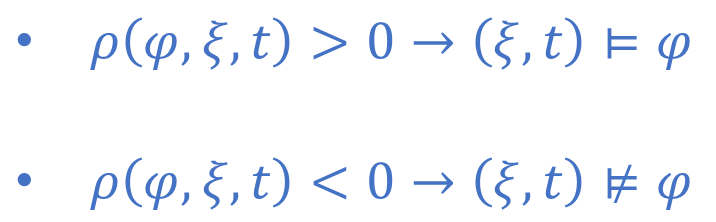 • ρ(φ, ξ, t) > 0 → (ξ, t) ⊨ φ
• ρ(φ, ξ, t) < 0 → (ξ, t) ⊭ φ